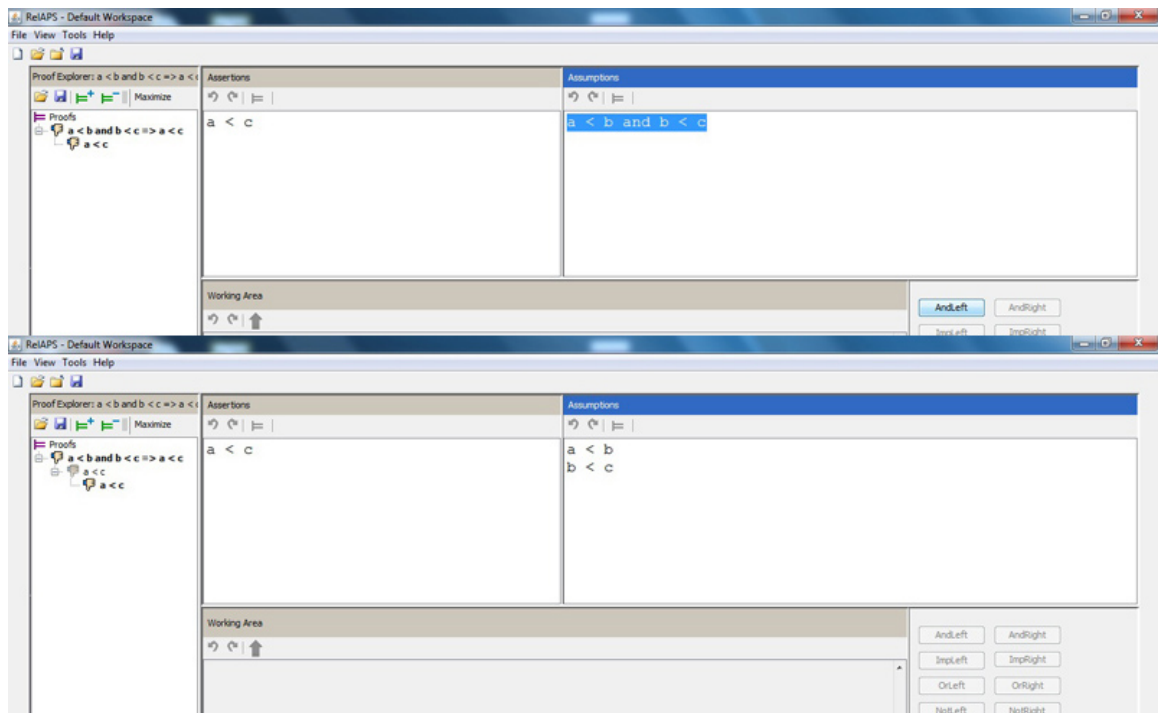 RelAPS - Default Workspace
File View Tools Help
Proof Explorer: a < b and b < c => a < c
Assertions
Assumptions
Maximize
Proofs
a < b and b < c => a < c
a < c
a < c
a < b and b < c
Working Area
AndLeft AndRight
ImpLeft ImpRight
RelAPS - Default Workspace
File View Tools Help
Proof Explorer: a < b and b < c => a < c
Assertions
Assumptions
Maximize
Proofs
a < b and b < c => a < c
a < c
a < c
a < c
a < b
b < c
Working Area
AndLeft AndRight
ImpLeft ImpRight
OrLeft OrRight
NotLeft NotRight